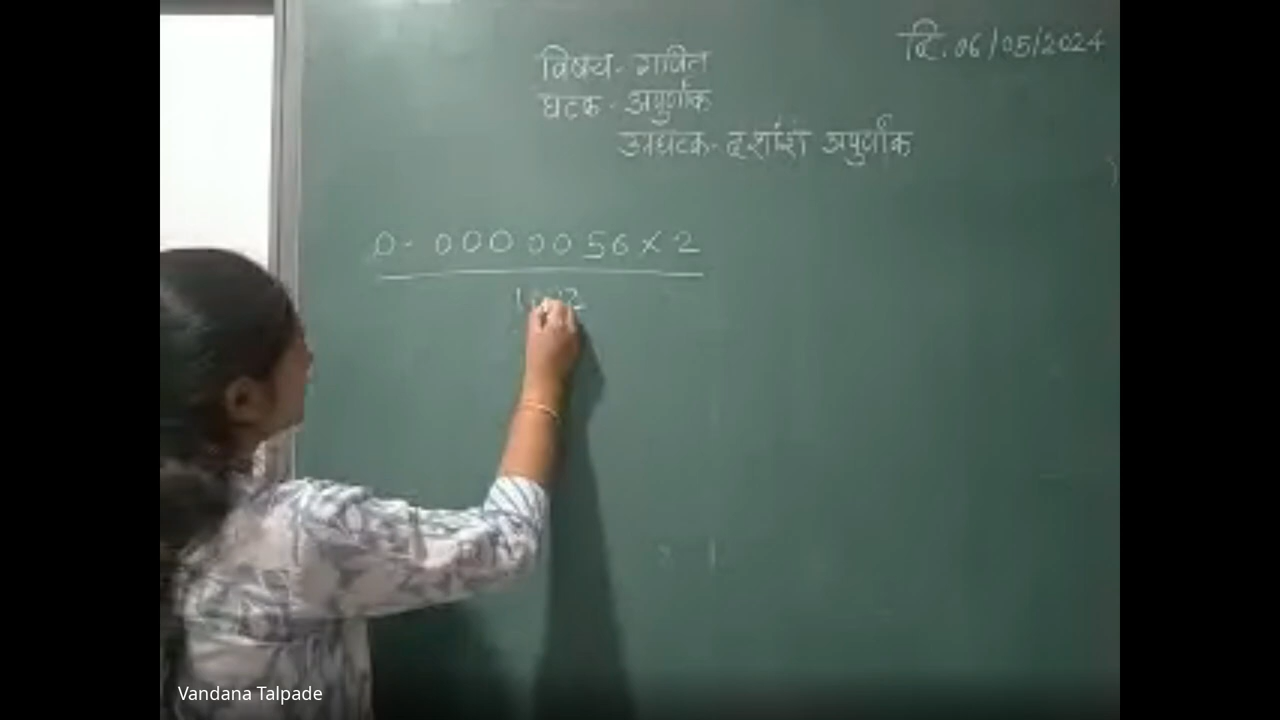 दि. 06/05/2024
विषय - गणित
घटक - अपुर्णांक
उपघटक - दशांश अपुर्णांक
0.0000056 x 2
Vandana Talpade